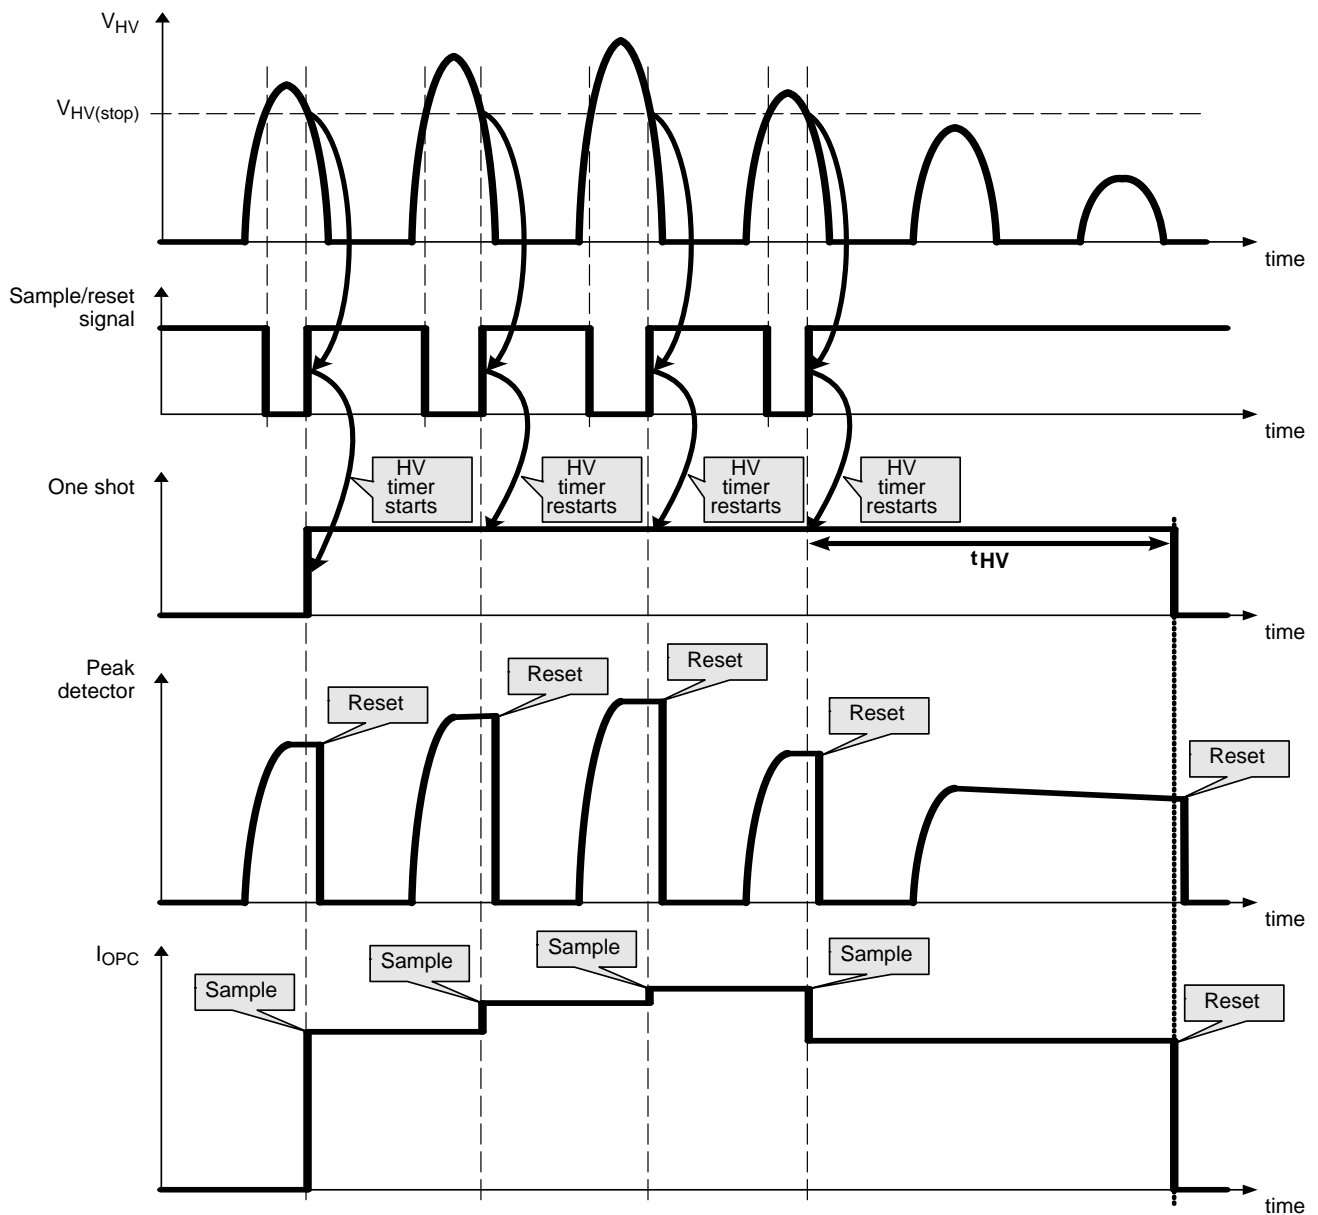 VHV
VHV(stop)
time
Sample/reset
signal
time
One shot
HV
timer
starts
HV
timer
restarts
HV
timer
restarts
HV
timer
restarts
tHV
time
Peak
detector
Reset
Reset
Reset
Reset
Reset
time
IOPC
Sample
Sample
Sample
Sample
Reset
time